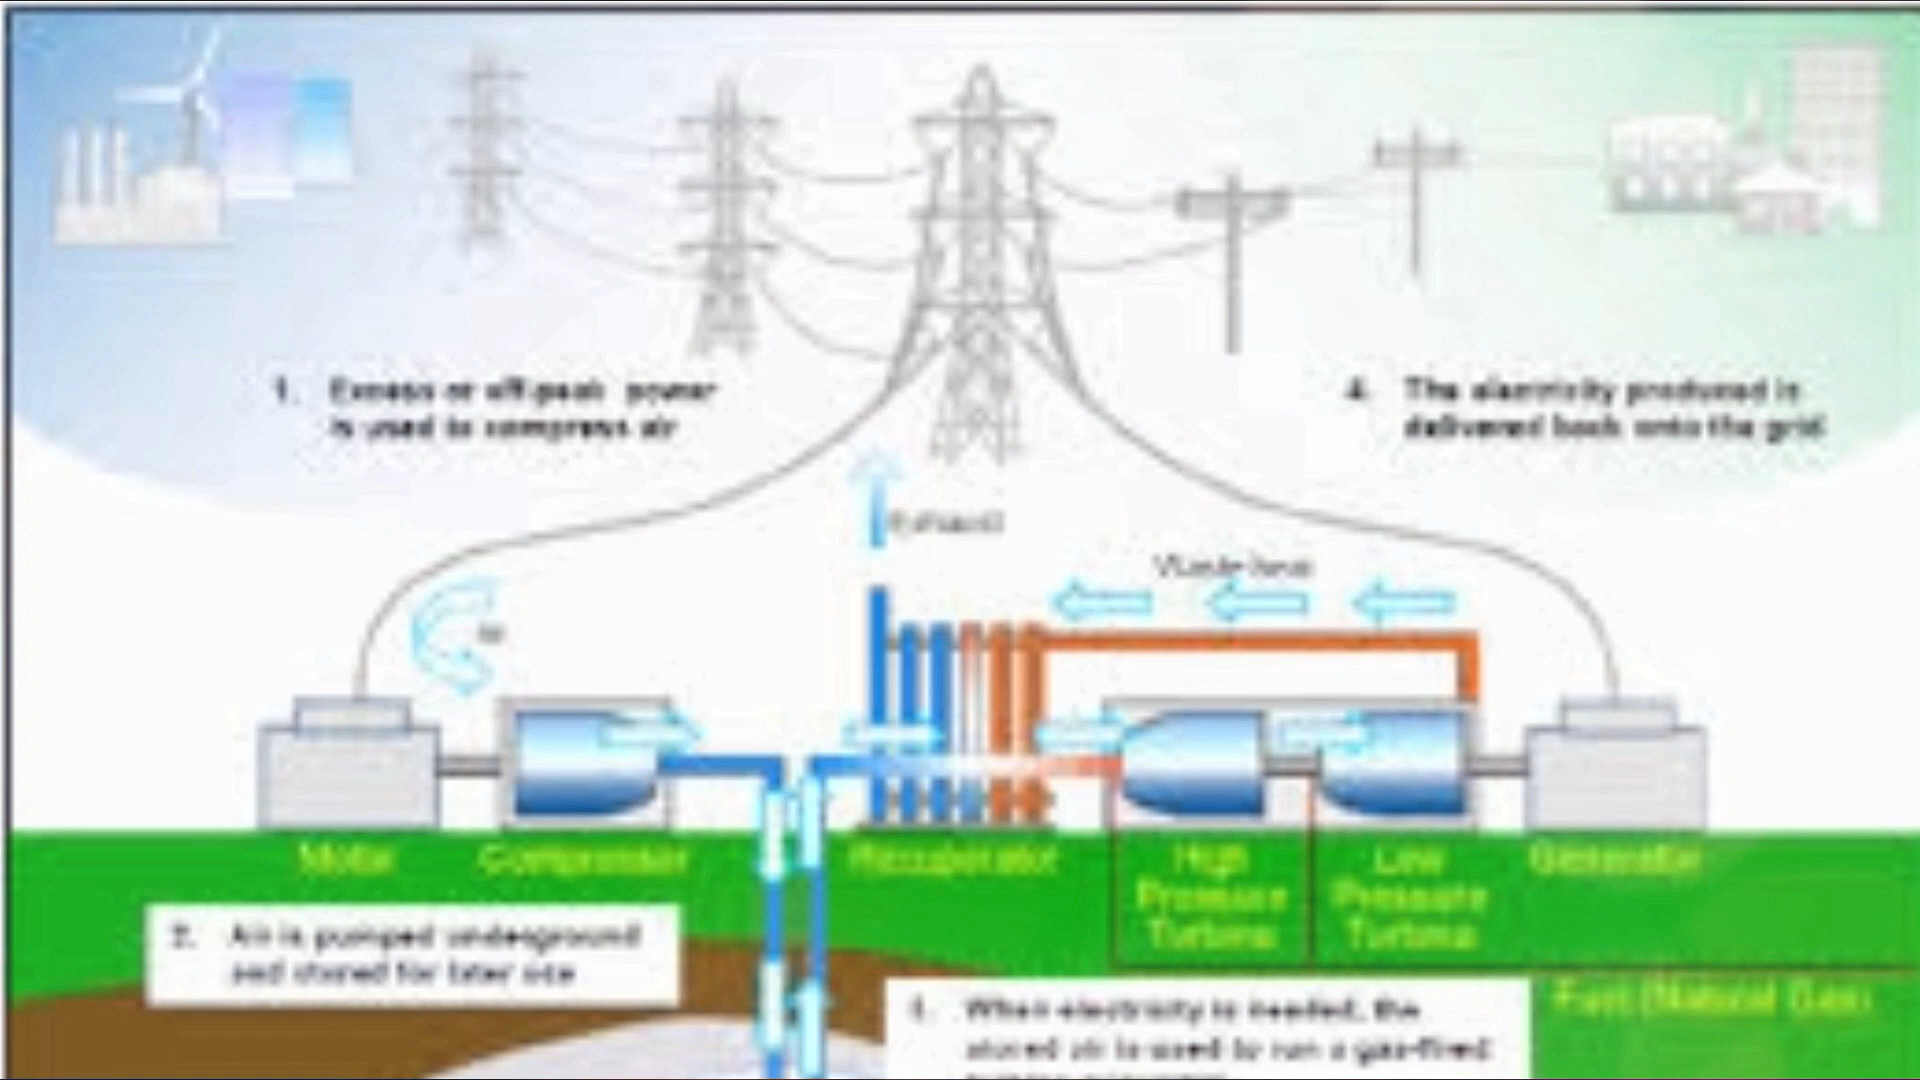 1. Excess or off-peak power
is used to compress air
4. The electricity produced is
delivered back onto the grid
Exhaust
Waste heat
Air
Motor
Compressor
Recuperator
High
Pressure
Turbine
Low
Pressure
Turbine
Generator
2. Air is pumped underground
and stored for later use
Fuel (Natural Gas)
3. When electricity is needed, the
stored air is used to run a gas-fired